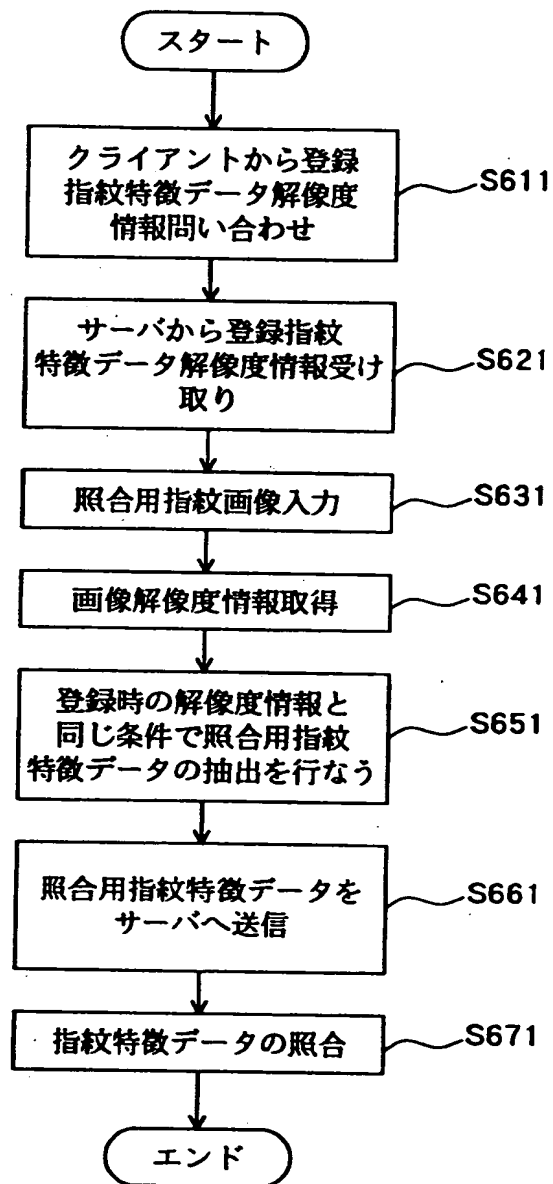 スタート
クライアントから登録
指紋特徴データ解像度
情報問い合わせ
S611
サーバから登録指紋
特徴データ解像度情報受け
取り
S621
照合用指紋画像入力
S631
画像解像度情報取得
S641
登録時の解像度情報と
同じ条件で照合用指紋
特徴データの抽出を行なう
S651
照合用指紋特徴データを
サーバへ送信
S661
指紋特徴データの照合
S671
エンド